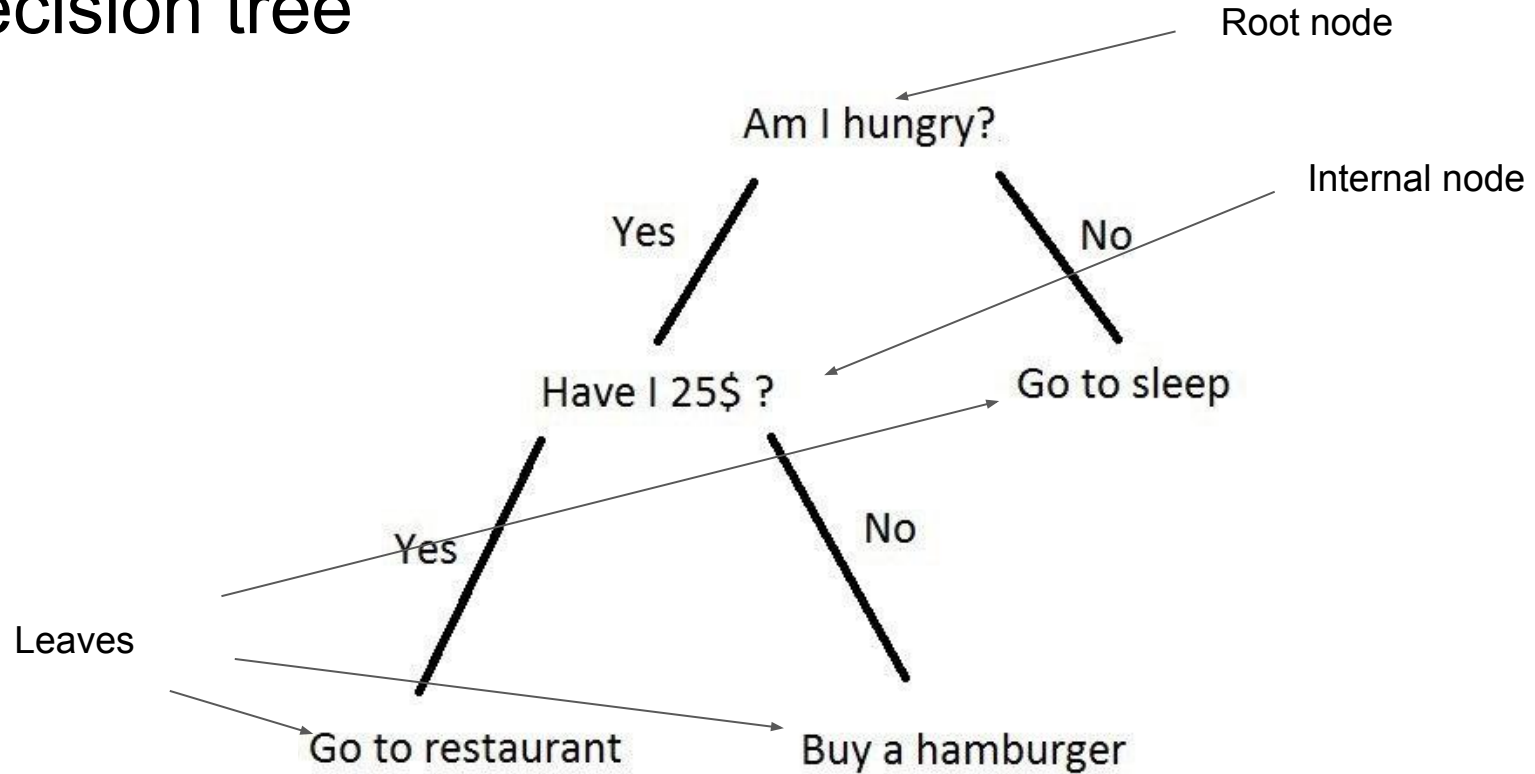 ecision tree
Root node
Am I hungry?
Internal node
Yes
No
Have I 25$ ?
Go to sleep
Yes
No
Leaves
Go to restaurant
Buy a hamburger